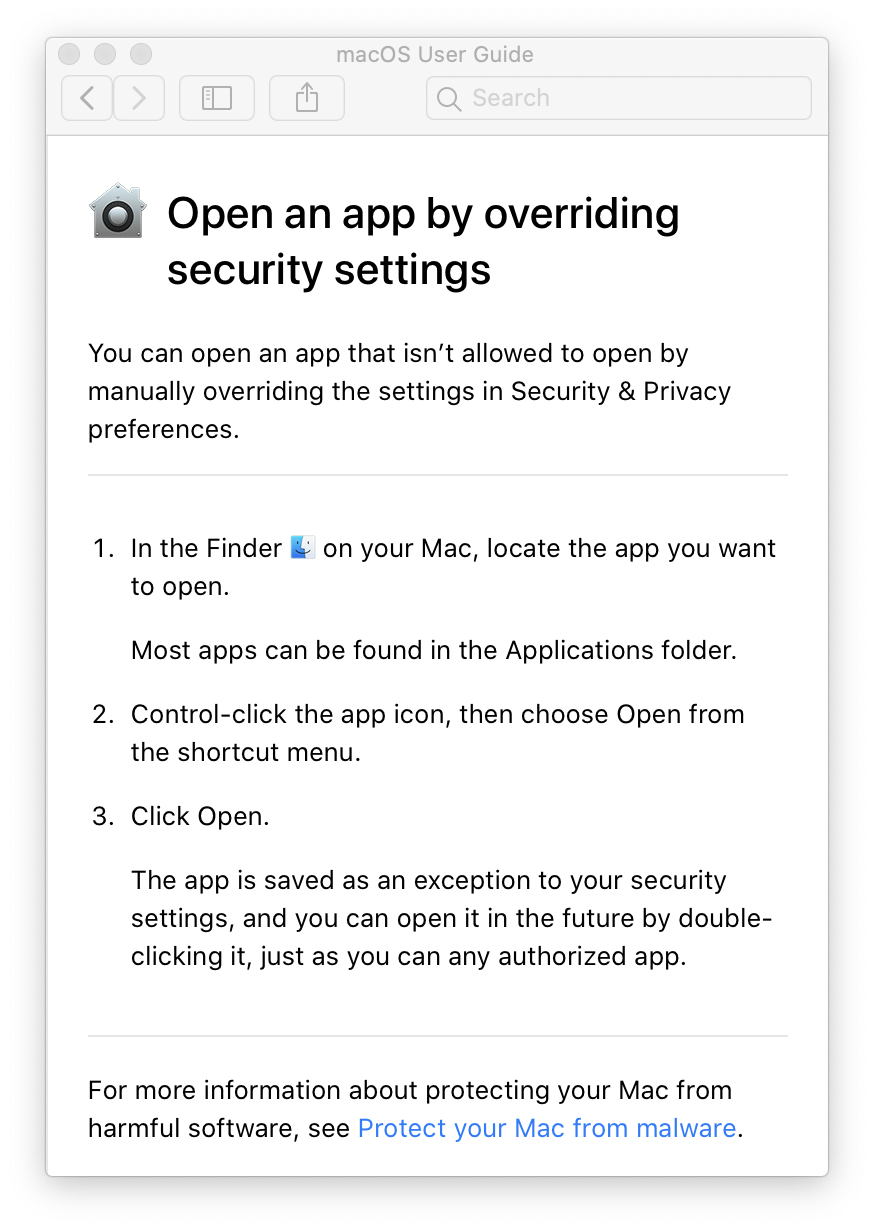 macOS User Guide
Search
Open an app by overriding
security settings
You can open an app that isn’t allowed to open by
manually overriding the settings in Security & Privacy
preferences.
1. In the Finder on your Mac, locate the app you want
to open.
Most apps can be found in the Applications folder.
2. Control-click the app icon, then choose Open from
the shortcut menu.
3. Click Open.
The app is saved as an exception to your security
settings, and you can open it in the future by double-
clicking it, just as you can any authorized app.
For more information about protecting your Mac from
harmful software, see Protect your Mac from malware.